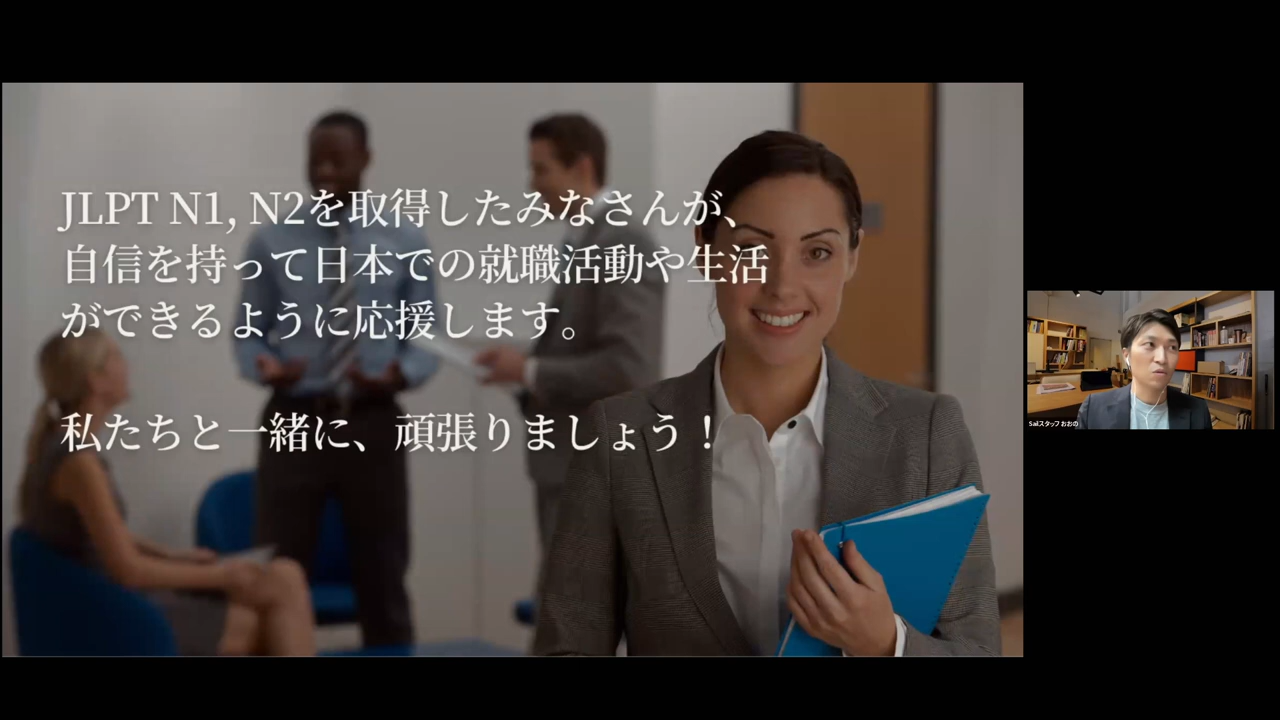 JLPT N1, N2を取得したみなさんが、
自信を持って日本での就職活動や生活
ができるように応援します。
私たちと一緒に、頑張りましょう！
Sailスタッフ おおの